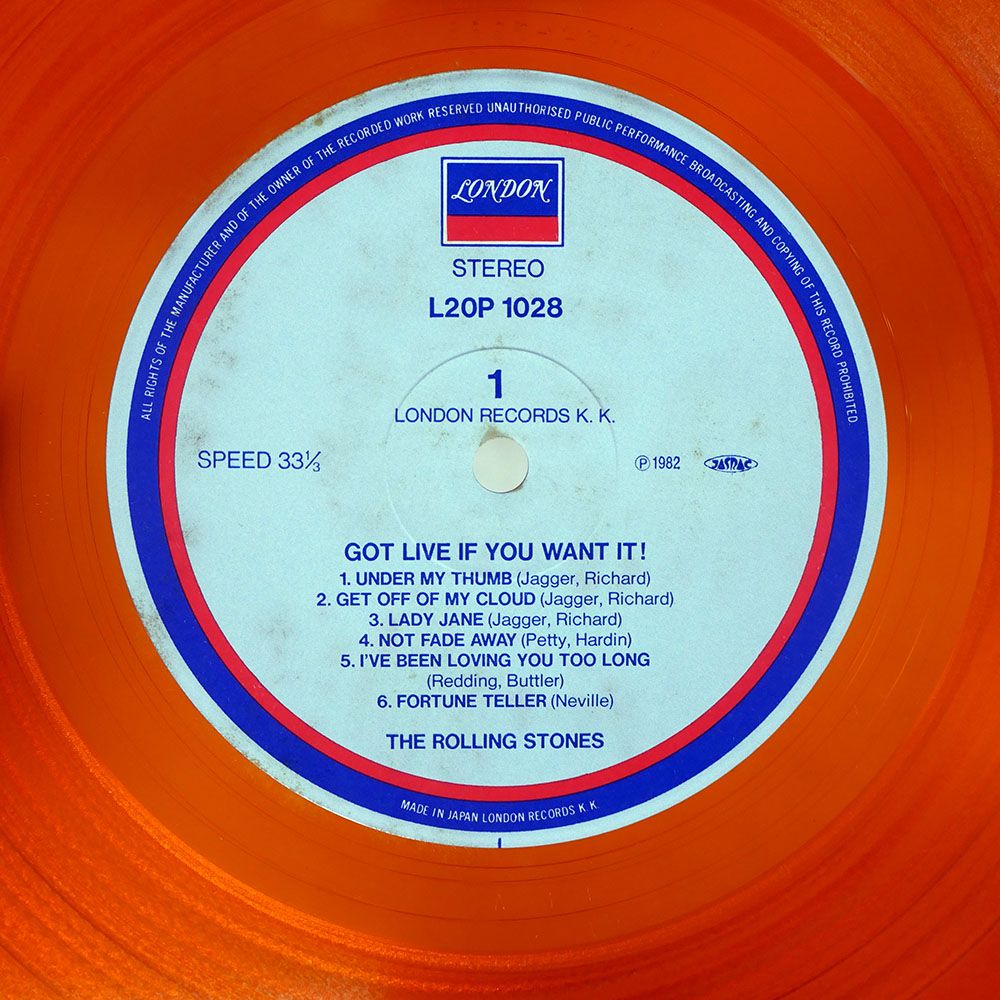 ALL RIGHTS OF THE MANUFACTURER AND OF THE OWNER OF THE RECORDED WORK RESERVED UNAUTHORISED PUBLIC PERFORMANCE BROADCASTING AND COPYING OF THIS RECORD PROHIBITED
LONDON
STEREO
L20P 1028
1
LONDON RECORDS K. K.
SPEED 33⅓
℗ 1982 JASRAC
GOT LIVE IF YOU WANT IT!
1. UNDER MY THUMB (Jagger, Richard)
2. GET OFF OF MY CLOUD (Jagger, Richard)
3. LADY JANE (Jagger, Richard)
4. NOT FADE AWAY (Petty, Hardin)
5. I'VE BEEN LOVING YOU TOO LONG
(Redding, Buttler)
6. FORTUNE TELLER (Neville)
THE ROLLING STONES
MADE IN JAPAN LONDON RECORDS K. K.